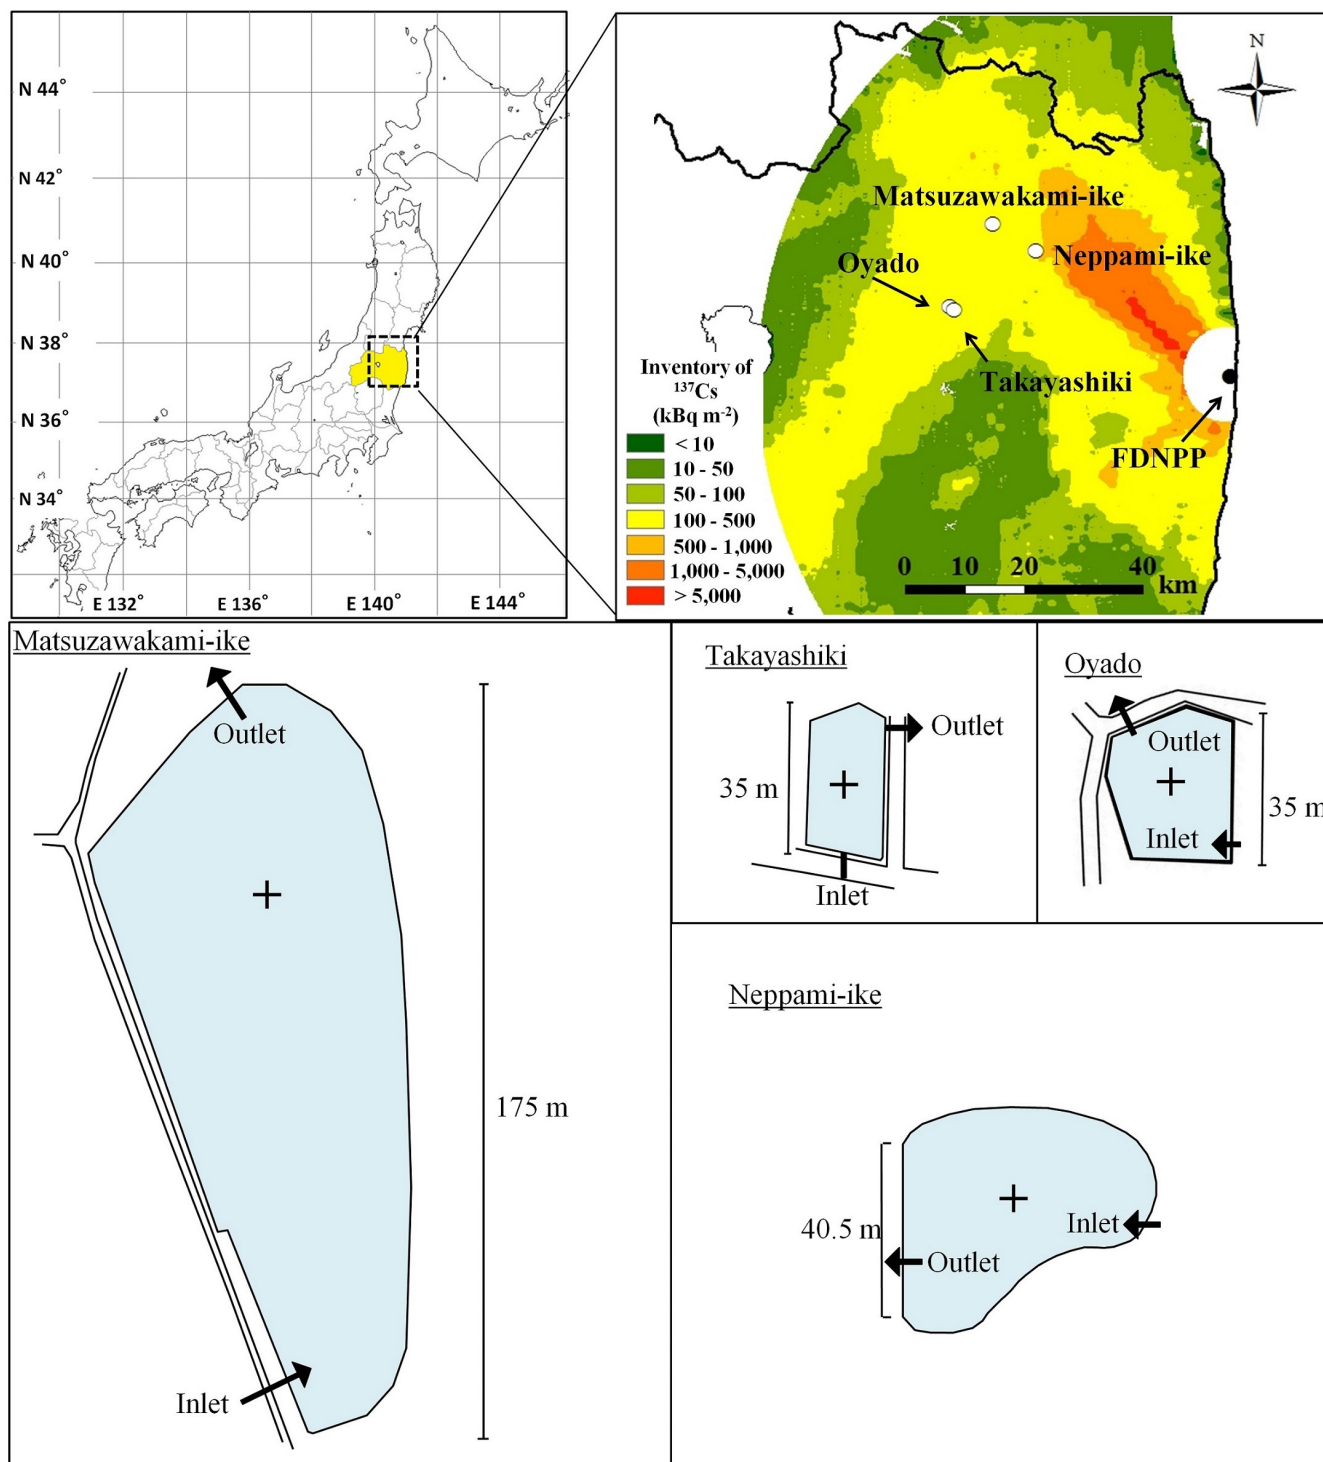 N 44°
N 42°
N 40°
N 38°
N 36°
N 34°
E 132°
E 136°
E 140°
E 144°
N
Matsuzawakami-ike
Neppami-ike
Oyado
Takayashiki
FDNPP
Inventory of
¹³⁷Cs
(kBq m⁻²)
< 10
10 - 50
50 - 100
100 - 500
500 - 1,000
1,000 - 5,000
> 5,000
0 10 20 40
km
Matsuzawakami-ike
Outlet
175 m
Inlet
Takayashiki
Outlet
35 m
Inlet
Oyado
Outlet
35 m
Inlet
Neppami-ike
40.5 m
Inlet
Outlet